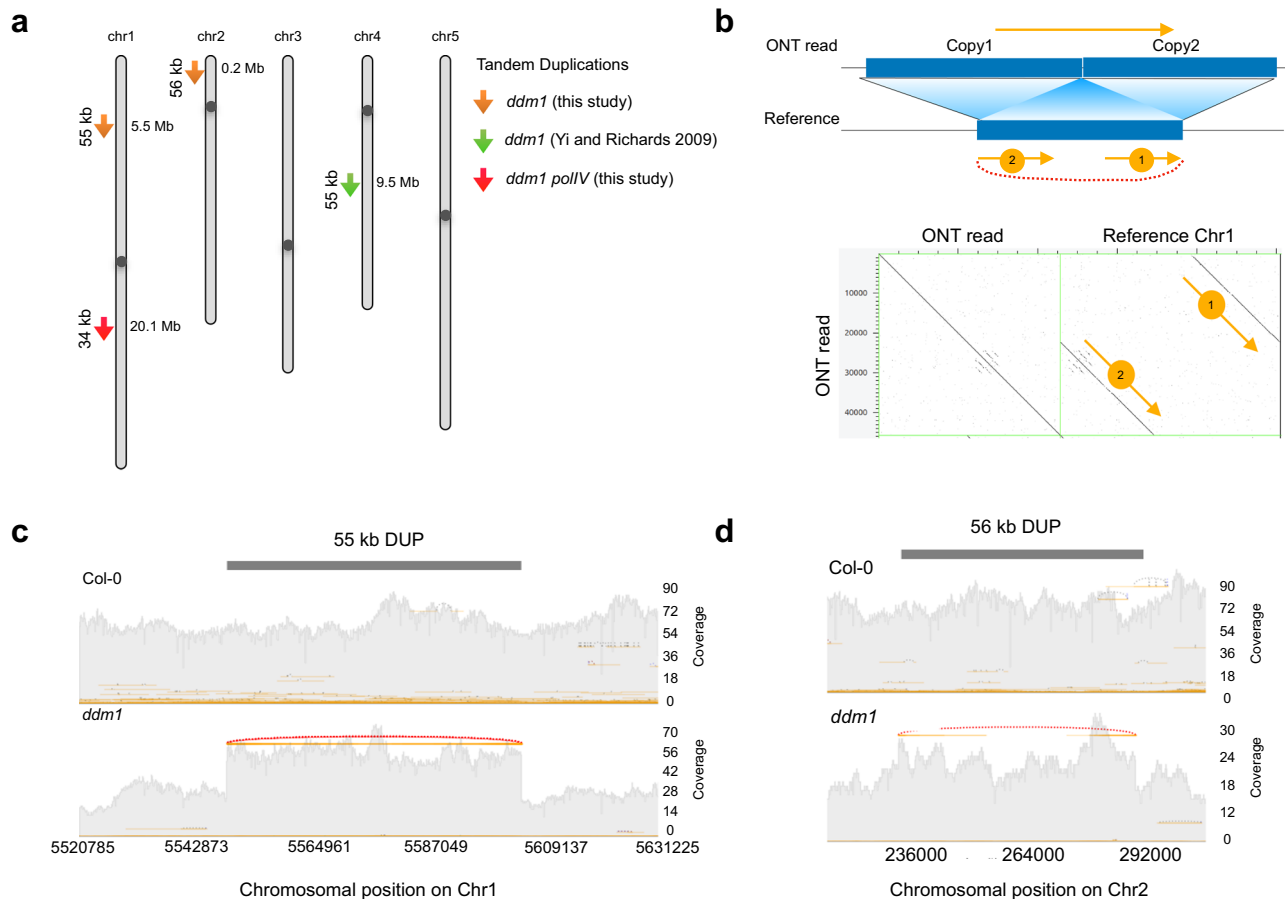 a
chr1
chr2
chr3
chr4
chr5
56 kb
0.2 Mb
55 kb
5.5 Mb
55 kb
9.5 Mb
34 kb
20.1 Mb
Tandem Duplications
ddm1 (this study)
ddm1 (Yi and Richards 2009)
ddm1 polIV (this study)
b
ONT read
Copy1
Copy2
Reference
2
1
ONT read
Reference Chr1
ONT read
10000
20000
30000
40000
1
2
c
55 kb DUP
Col-0
90
72
54
36
18
0
Coverage
ddm1
70
56
42
28
14
0
Coverage
5520785
5542873
5564961
5587049
5609137
5631225
Chromosomal position on Chr1
d
56 kb DUP
Col-0
90
72
54
36
18
0
Coverage
ddm1
30
24
18
12
0
Coverage
236000
264000
292000
Chromosomal position on Chr2